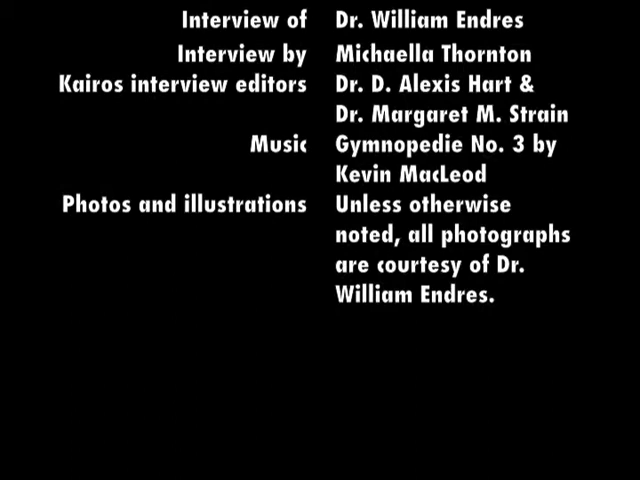 Interview of Dr. William Endres
Interview by Michaella Thornton
Kairos interview editors Dr. D. Alexis Hart &
Dr. Margaret M. Strain
Music Gymnopedie No. 3 by
Kevin MacLeod
Photos and illustrations Unless otherwise
noted, all photographs
are courtesy of Dr.
William Endres.